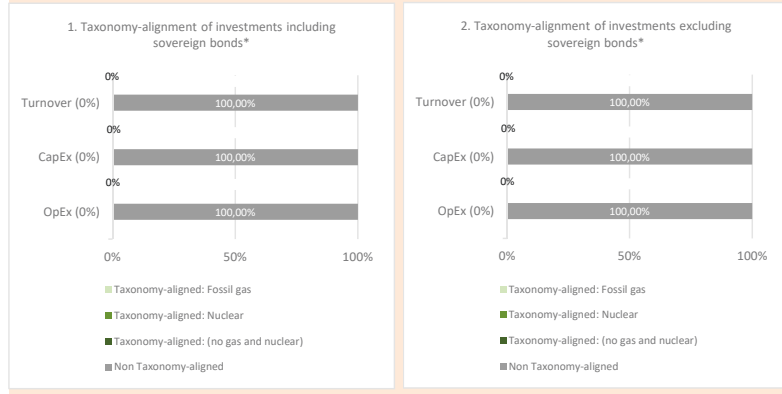 1. Taxonomy-alignment of investments including
sovereign bonds*
0%
Turnover (0%)
100,00%
0%
CapEx (0%)
100,00%
0%
OpEx (0%)
100,00%
0%
50%
100%
Taxonomy-aligned: Fossil gas
Taxonomy-aligned: Nuclear
Taxonomy-aligned: (no gas and nuclear)
Non Taxonomy-aligned
2. Taxonomy-alignment of investments excluding
sovereign bonds*
0%
Turnover (0%)
100,00%
0%
CapEx (0%)
100,00%
0%
OpEx (0%)
100,00%
0%
50%
100%
Taxonomy-aligned: Fossil gas
Taxonomy-aligned: Nuclear
Taxonomy-aligned: (no gas and nuclear)
Non Taxonomy-aligned